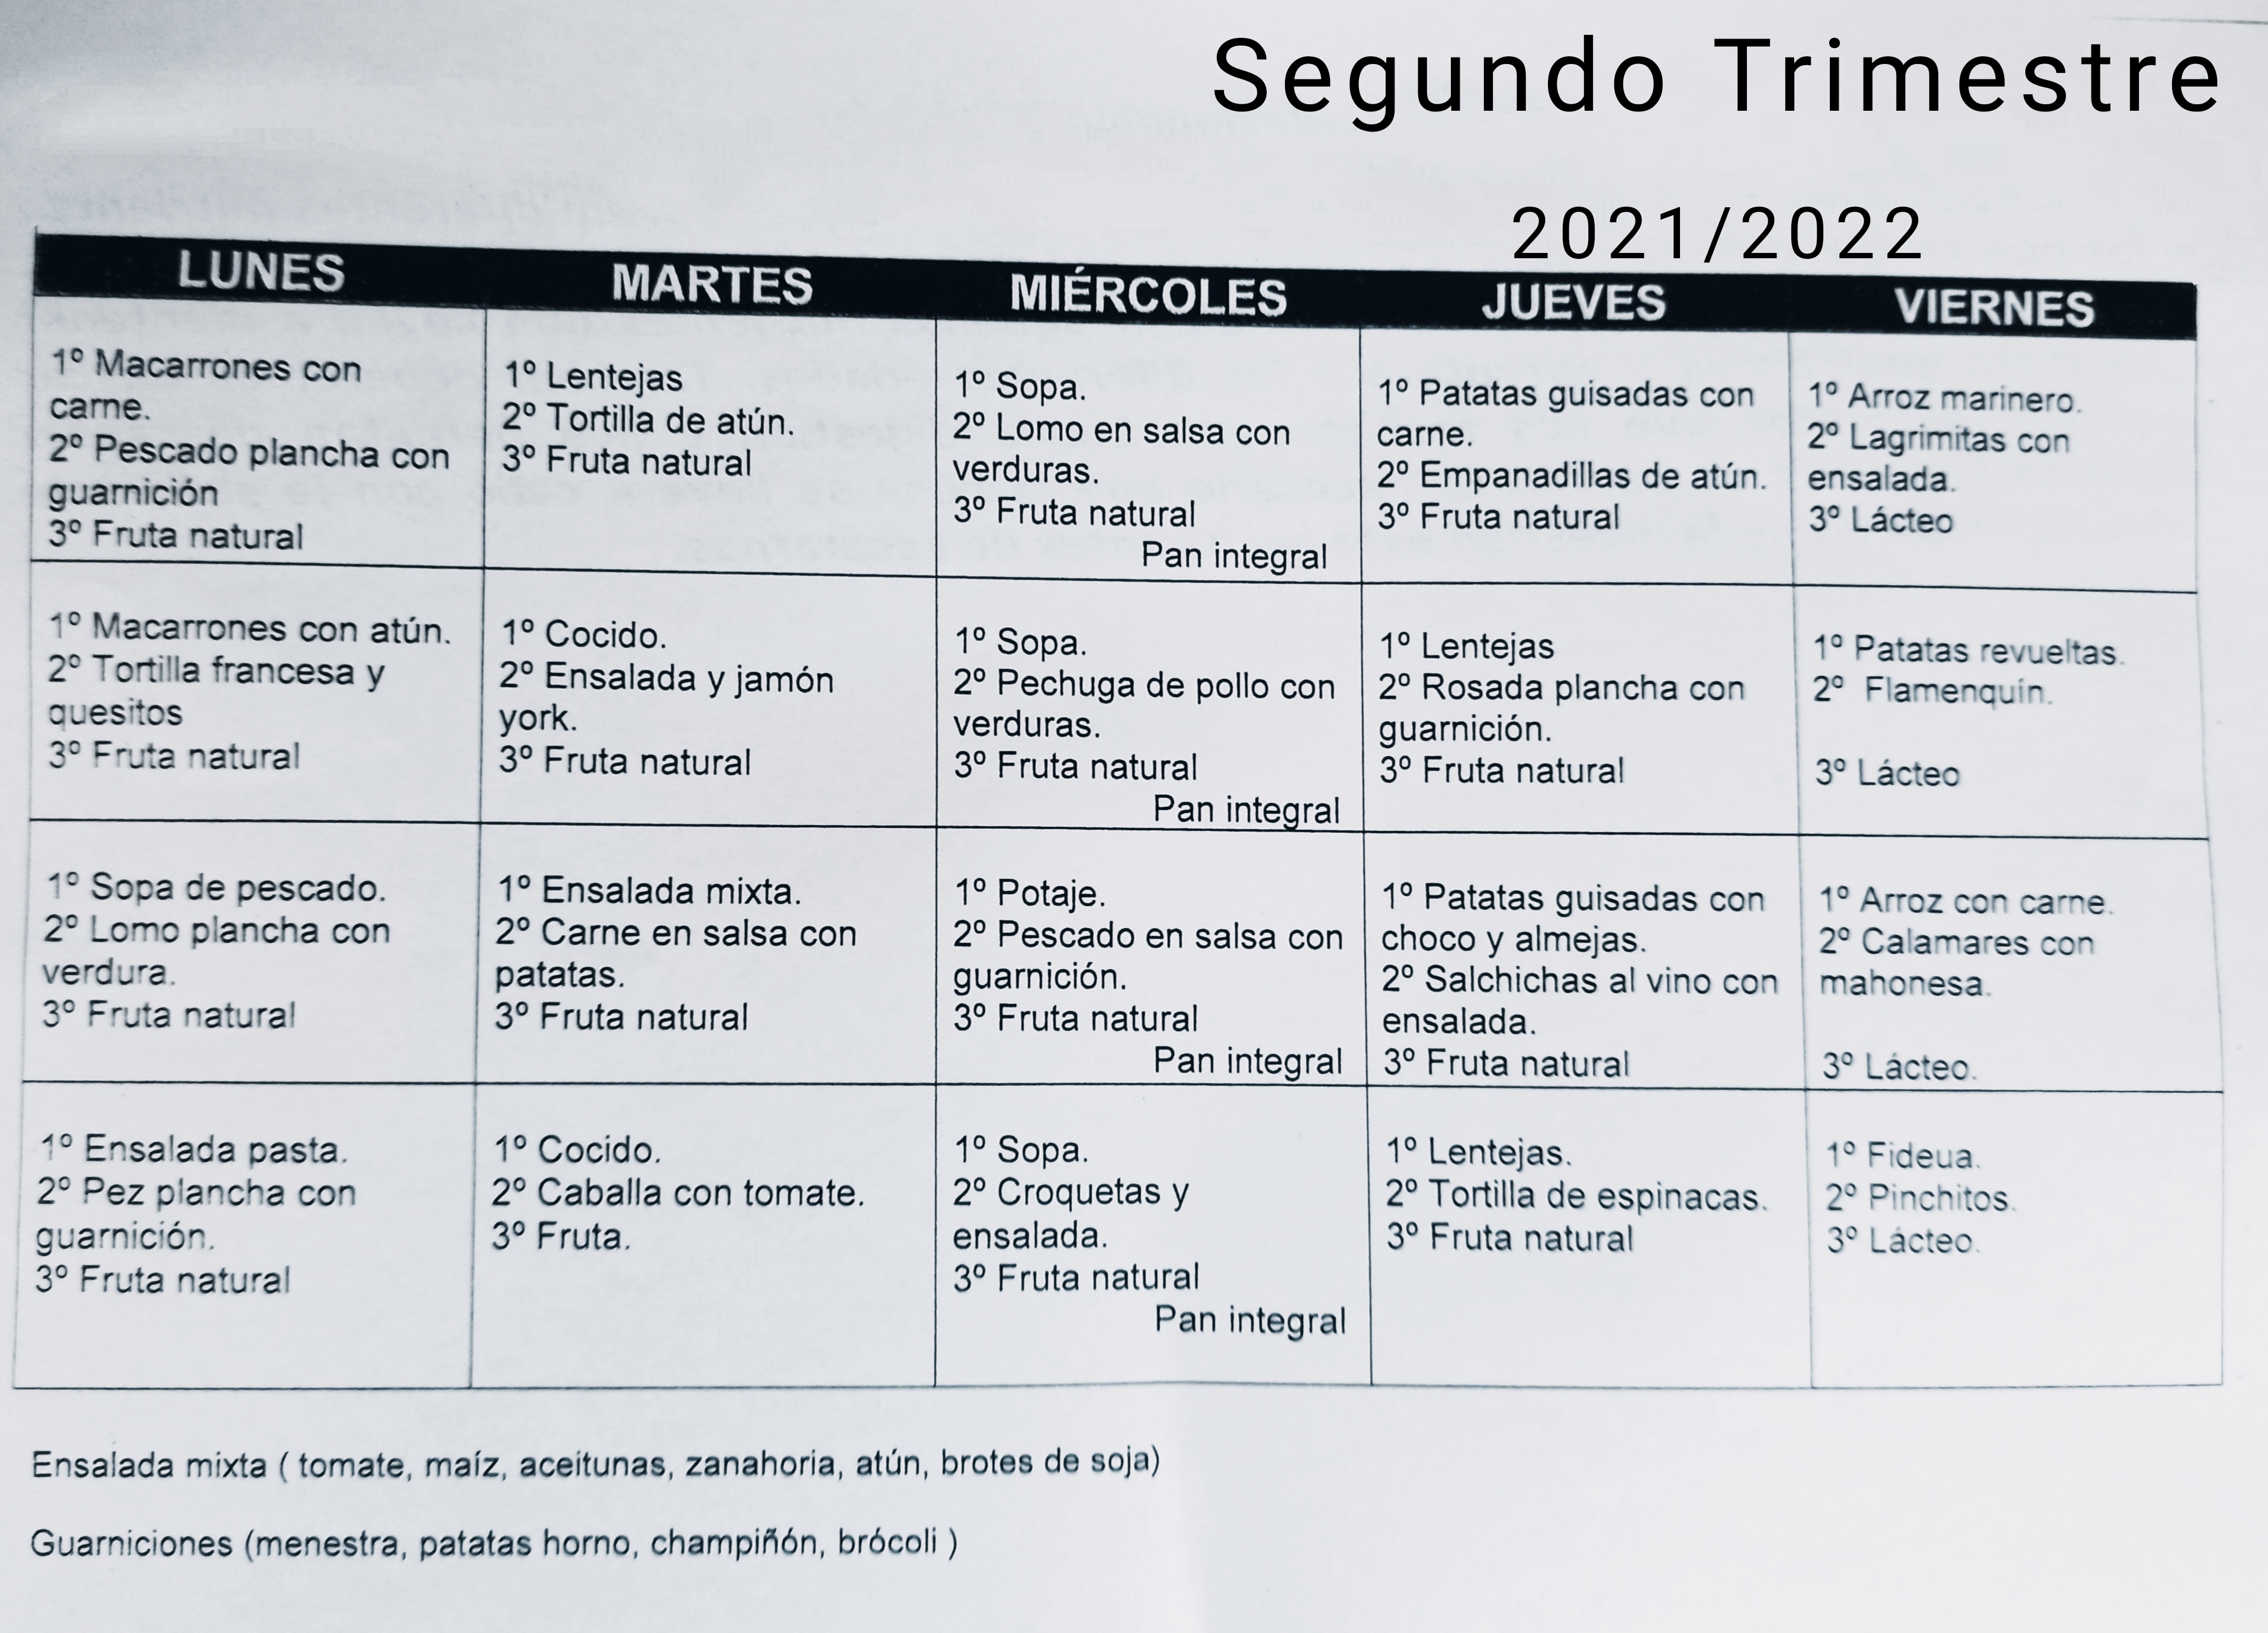 Segundo Trimestre
2021/2022
LUNES
MARTES
MIÉRCOLES
JUEVES
VIERNES
1º Macarrones con
carne.
2º Pescado plancha con
guarnición
3º Fruta natural
1º Lentejas
2º Tortilla de atún.
3º Fruta natural
1º Sopa.
2º Lomo en salsa con
verduras.
3º Fruta natural
Pan integral
1º Patatas guisadas con
carne.
2º Empanadillas de atún.
3º Fruta natural
1º Arroz marinero.
2º Lagrimitas con
ensalada.
3º Lácteo
1º Macarrones con atún.
2º Tortilla francesa y
quesitos
3º Fruta natural
1º Cocido.
2º Ensalada y jamón
york.
3º Fruta natural
1º Sopa.
2º Pechuga de pollo con
verduras.
3º Fruta natural
Pan integral
1º Lentejas
2º Rosada plancha con
guarnición.
3º Fruta natural
1º Patatas revueltas.
2º Flamenquín.
3º Lácteo
1º Sopa de pescado.
2º Lomo plancha con
verdura.
3º Fruta natural
1º Ensalada mixta.
2º Carne en salsa con
patatas.
3º Fruta natural
1º Potaje.
2º Pescado en salsa con
guarnición.
3º Fruta natural
Pan integral
1º Patatas guisadas con
choco y almejas.
2º Salchichas al vino con
ensalada.
3º Fruta natural
1º Arroz con carne.
2º Calamares con
mahonesa.
3º Lácteo.
1º Ensalada pasta.
2º Pez plancha con
guarnición.
3º Fruta natural
1º Cocido.
2º Caballa con tomate.
3º Fruta.
1º Sopa.
2º Croquetas y
ensalada.
3º Fruta natural
Pan integral
1º Lentejas.
2º Tortilla de espinacas.
3º Fruta natural
1º Fideua.
2º Pinchitos.
3º Lácteo.
Ensalada mixta ( tomate, maíz, aceitunas, zanahoria, atún, brotes de soja)
Guarniciones (menestra, patatas horno, champiñón, brócoli )